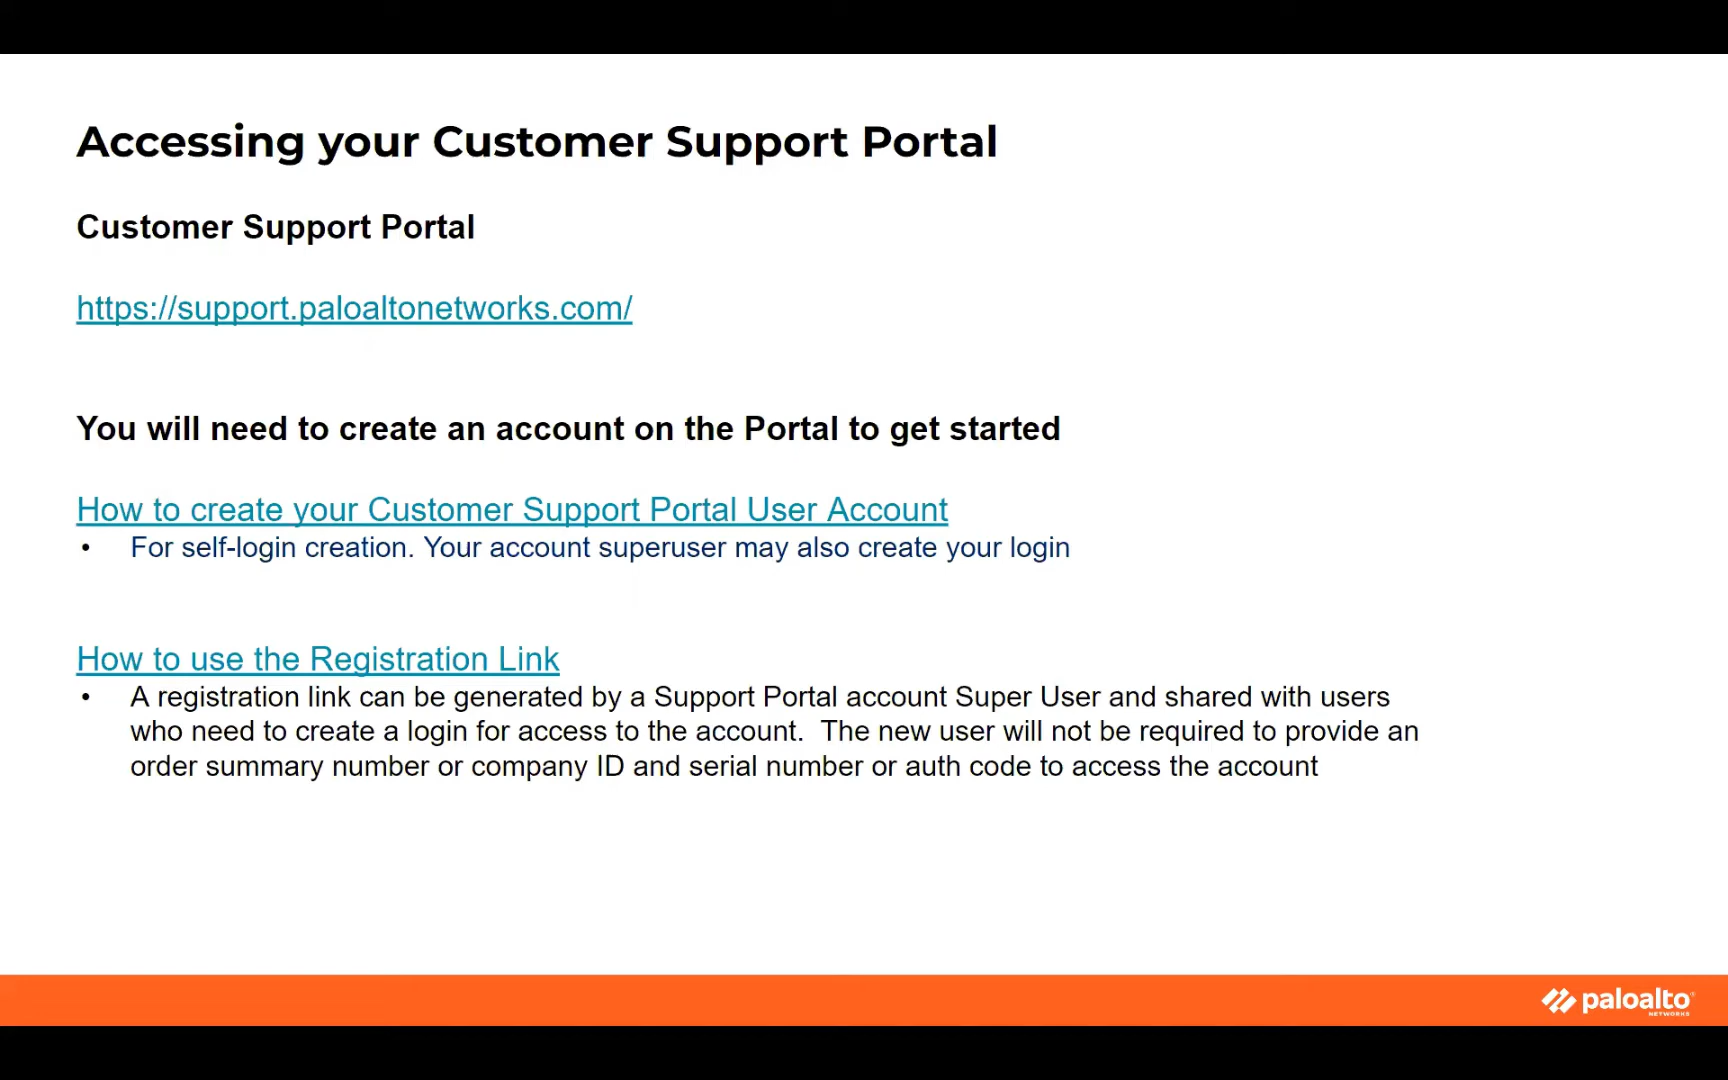 Accessing your Customer Support Portal
Customer Support Portal
https://support.paloaltonetworks.com/
You will need to create an account on the Portal to get started
How to create your Customer Support Portal User Account
• For self-login creation. Your account superuser may also create your login
How to use the Registration Link
• A registration link can be generated by a Support Portal account Super User and shared with users
who need to create a login for access to the account.  The new user will not be required to provide an
order summary number or company ID and serial number or auth code to access the account
paloalto
NETWORKS